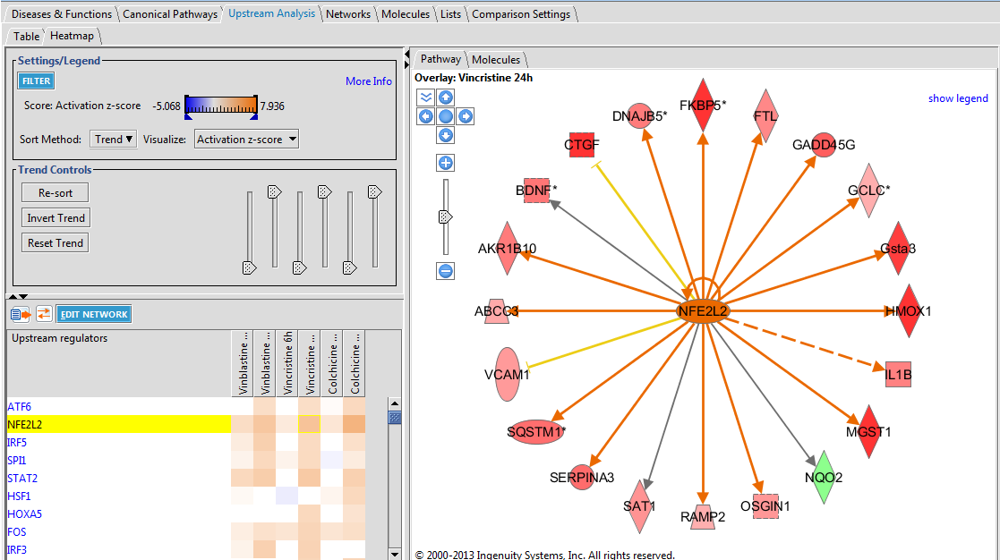 Diseases & Functions Canonical Pathways Upstream Analysis Networks Molecules Lists Comparison Settings
Table Heatmap
Settings/Legend
FILTER
More Info
Score: Activation z-score -5.068 7.936
Sort Method: Trend Visualize: Activation z-score
Trend Controls
Re-sort
Invert Trend
Reset Trend
EDIT NETWORK
Upstream regulators
Vinblastine ...
Vinblastine ...
Vincristine 6h
Vincristine ...
Colchicine ...
Colchicine ...
ATF6
NFE2L2
IRF5
SPI1
STAT2
HSF1
HOXA5
FOS
IRF3
Pathway Molecules
Overlay: Vincristine 24h
show legend
FKBP5*
DNAJB5*
FTL
CTGF
GADD45G
BDNF*
GCLC*
AKR1B10
Gsta3
ABCC3
NFE2L2
HMOX1
VCAM1
IL1B
SQSTM1*
MGST1
SERPINA3
NQO2
SAT1
RAMP2
OSGIN1
© 2000-2013 Ingenuity Systems, Inc. All rights reserved.